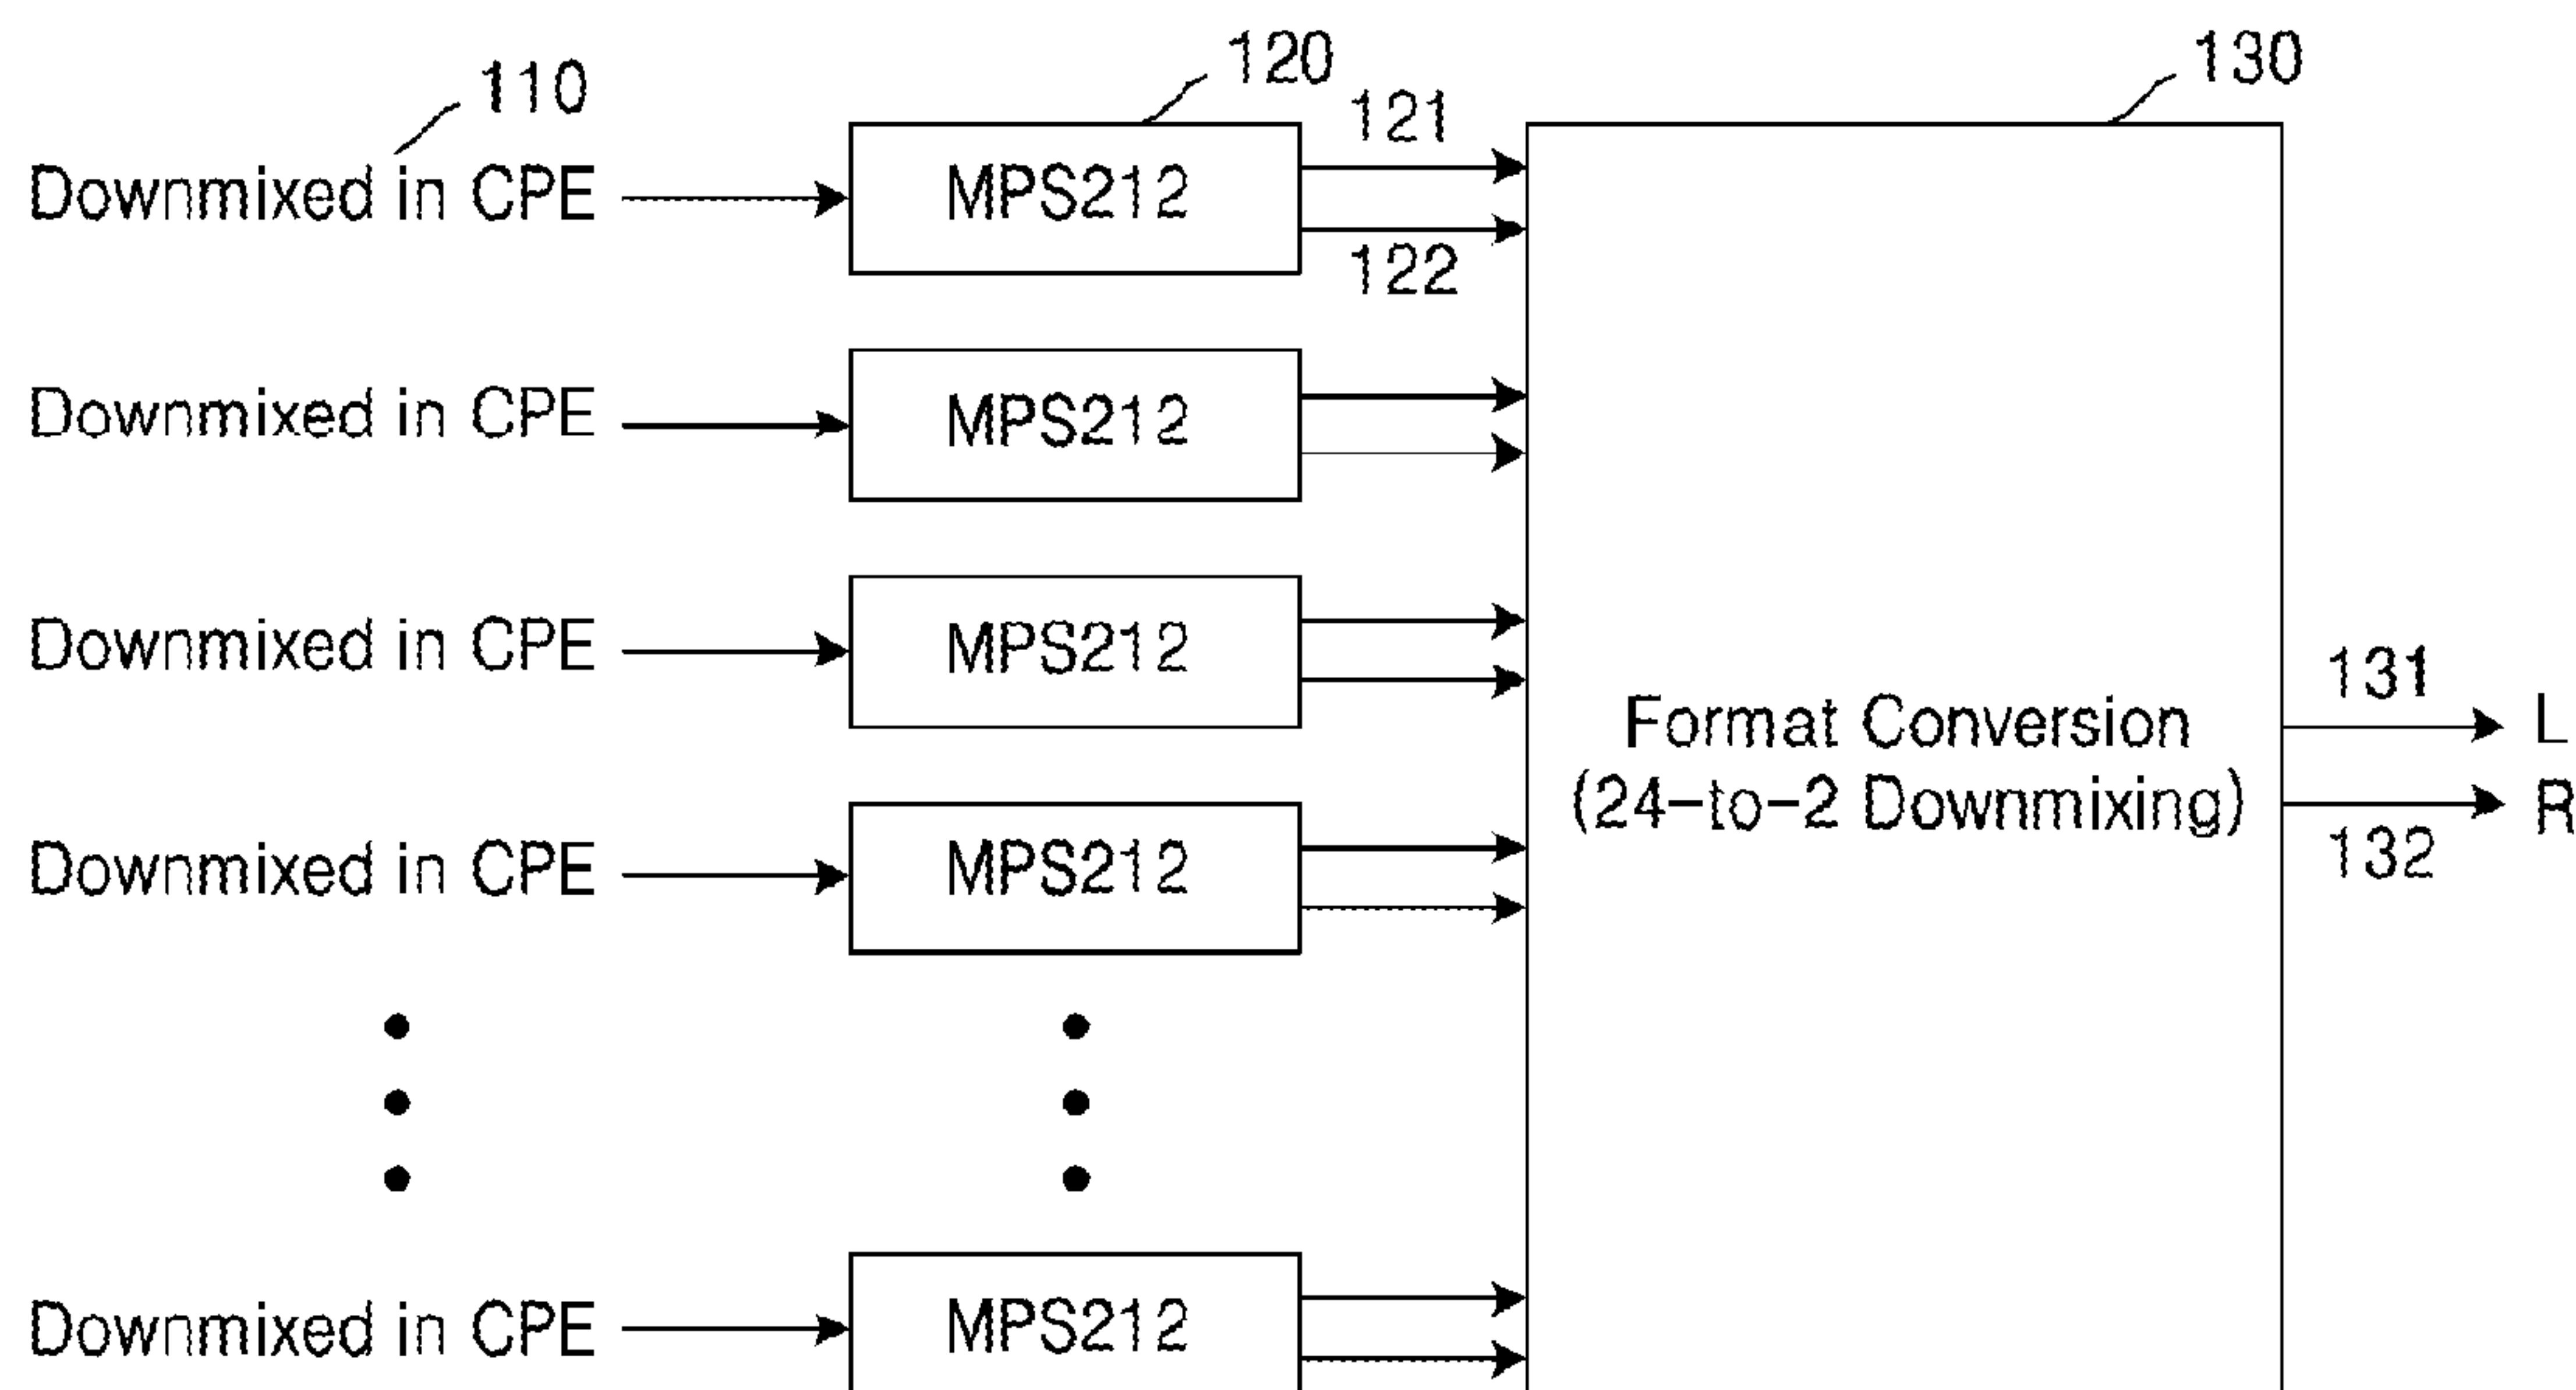 110
120
130
Downmixed in CPE
MPS212
121
122
Downmixed in CPE
MPS212
Downmixed in CPE
MPS212
Format Conversion
(24-to-2 Downmixing)
131
L
R
132
Downmixed in CPE
MPS212
Downmixed in CPE
MPS212